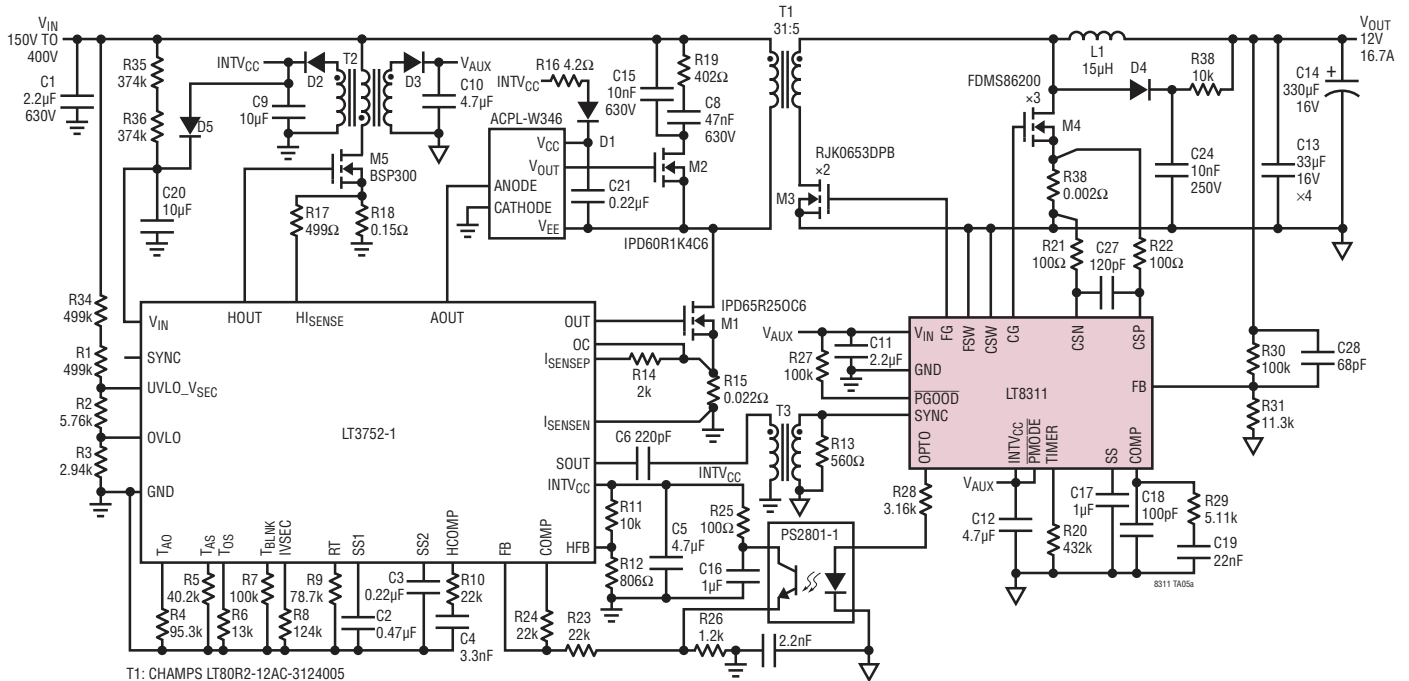 VIN
150V TO
400V
C1
2.2µF
630V
R35
374k
R36
374k
C20
10µF
D5
INTVCC
D2
C9
10µF
T2
D3
VAUX
C10
4.7µF
M5
BSP300
R17
499Ω
R18
0.15Ω
R16 4.2Ω
INTVCC
D1
ACPL-W346
VCC
VOUT
ANODE
CATHODE
VEE
C21
0.22µF
C15
10nF
630V
R19
402Ω
C8
47nF
630V
M2
IPD60R1K4C6
T1
31:5
RJK0653DPB
×2
M3
L1
15µH
FDMS86200
×3
M4
D4
R38
10k
R38
0.002Ω
C24
10nF
250V
VOUT
12V
16.7A
C14
+
330µF
16V
C13
33µF
16V
×4
R21
100Ω
C27
120pF
R22
100Ω
R34
499k
R1
499k
R2
5.76k
R3
2.94k
VIN
HOUT
HISENSE
AOUT
SYNC
UVLO_VSEC
OVLO
GND
LT3752-1
OUT
OC
ISENSEP
ISENSEN
SOUT
INTVCC
HFB
TAO
TAS
TOS
TBLNK
IVSEC
RT
SS1
SS2
HCOMP
FB
COMP
IPD65R25OC6
M1
R14
2k
R15
0.022Ω
C6 220pF
INTVCC
T3
R13
560Ω
R11
10k
R12
806Ω
C5
4.7µF
R25
100Ω
C16
1µF
PS2801-1
R5
40.2k
R4
95.3k
R6
13k
R7
100k
R8
124k
R9
78.7k
C3
0.22µF
C2
0.47µF
R10
22k
C4
3.3nF
R24
22k
R23
22k
R26
1.2k
2.2nF
VAUX
R27
100k
C11
2.2µF
VIN
FG
FSW
CSW
CG
CSN
CSP
GND
PGOOD
SYNC
LT8311
FB
OPTO
INTVCC
PMODE
TIMER
SS
COMP
R30
100k
C28
68pF
R31
11.3k
R28
3.16k
VAUX
C12
4.7µF
R20
432k
C17
1µF
C18
100pF
R29
5.11k
C19
22nF
8311 TA05a
T1: CHAMPS LT80R2-12AC-3124005